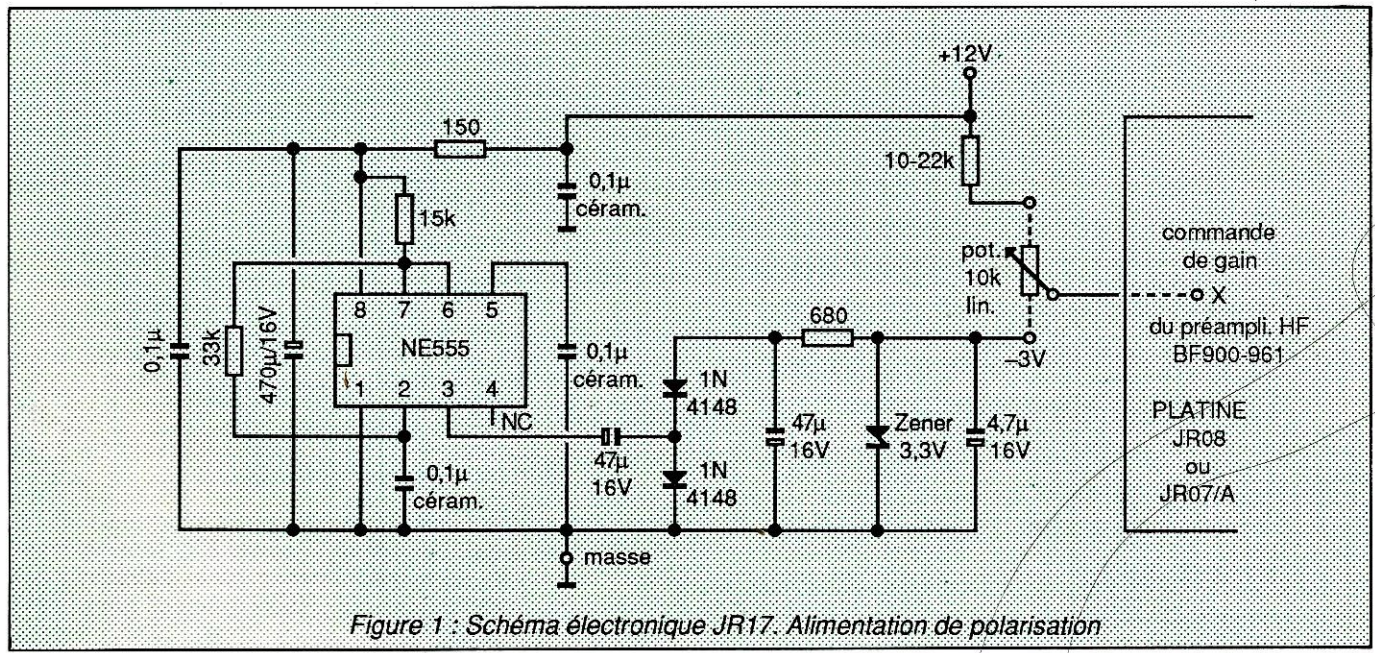 +12V
150
10-22k
0,1µ
céram.
15k
pot.
10k
lin.
commande
de gain
X
du préampli. HF
BF900-961
PLATINE
JR08
ou
JR07/A
8 7 6 5
NE555
1 2 3 4
NC
0,1µ
33k
470µ/16V
0,1µ
céram.
680
–3V
1N
4148
47µ
16V
Zener
3,3V
4,7µ
16V
47µ
16V
1N
4148
0,1µ
céram.
masse
Figure 1 : Schéma électronique JR17. Alimentation de polarisation